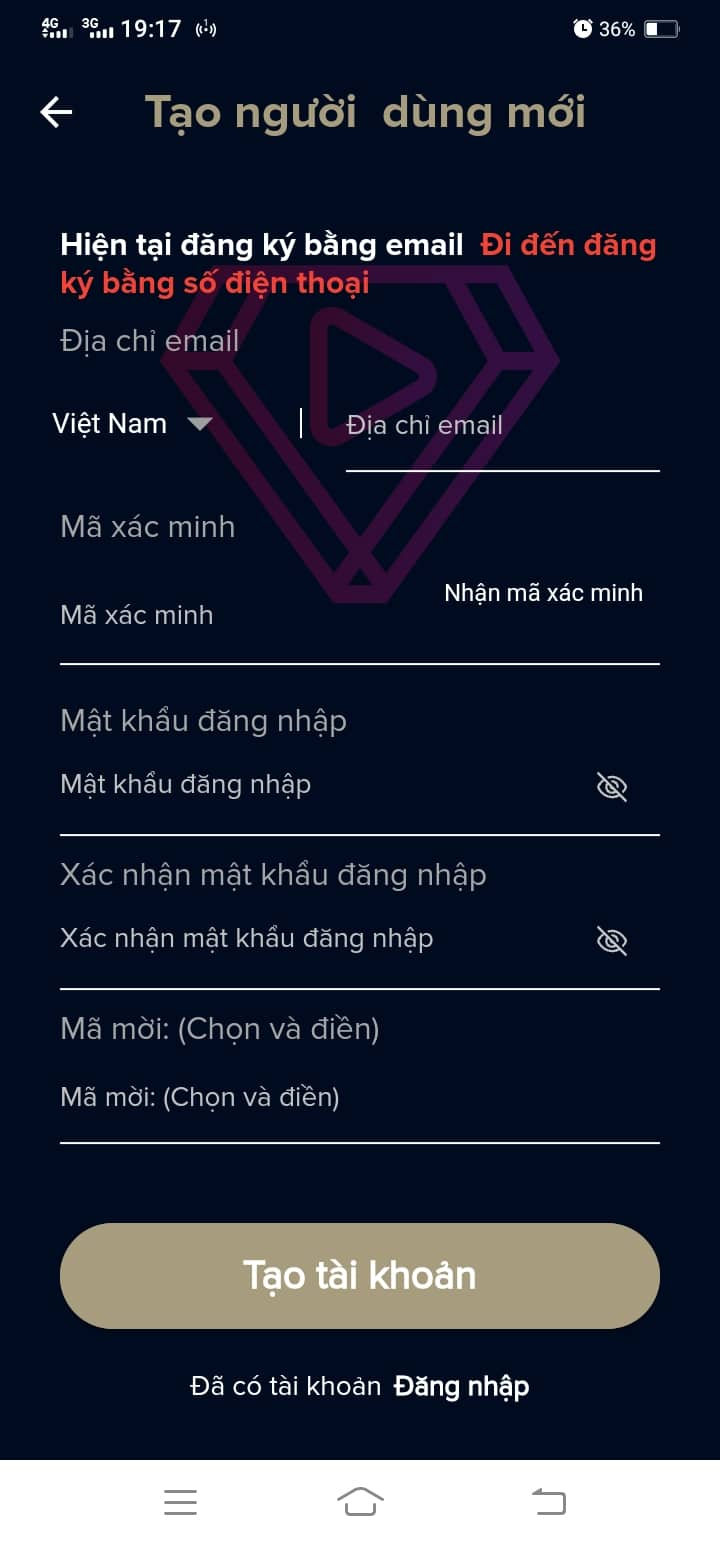 4G 3G 19:17 36%
Tạo người dùng mới
Hiện tại đăng ký bằng email Đi đến đăng
ký bằng số điện thoại
Địa chỉ email
Việt Nam Địa chỉ email
Mã xác minh
Nhận mã xác minh
Mã xác minh
Mật khẩu đăng nhập
Mật khẩu đăng nhập
Xác nhận mật khẩu đăng nhập
Xác nhận mật khẩu đăng nhập
Mã mời: (Chọn và điền)
Mã mời: (Chọn và điền)
Tạo tài khoản
Đã có tài khoản Đăng nhập